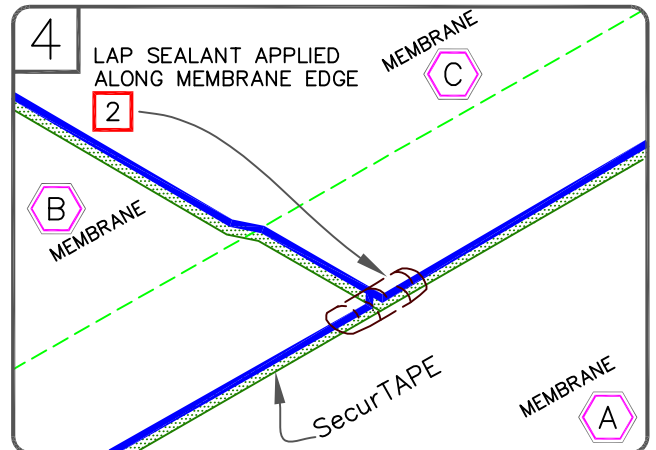 4
LAP SEALANT APPLIED
ALONG MEMBRANE EDGE
2
MEMBRANE
C
B
MEMBRANE
SecurTAPE
MEMBRANE
A